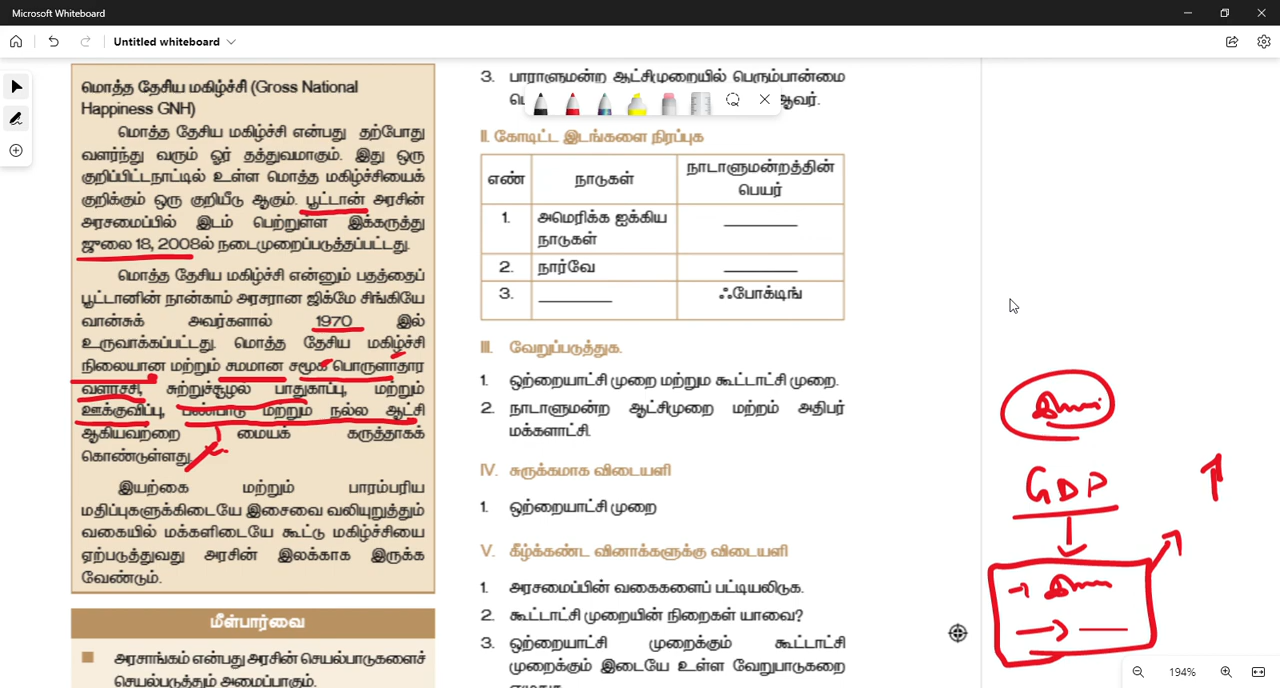 Microsoft Whiteboard
Untitled whiteboard
மொத்த தேசிய மகிழ்ச்சி (Gross National
Happiness GNH)
மொத்த தேசிய மகிழ்ச்சி என்பது தற்போது
வளர்ந்து வரும் ஓர் தத்துவமாகும். இது ஒரு
குறிப்பிட்டநாட்டில் உள்ள மொத்த மகிழ்ச்சியைக்
குறிக்கும் ஒரு குறியீடு ஆகும். பூட்டான் அரசின்
அரசமைப்பில் இடம் பெற்றுள்ள இக்கருத்து
ஜுலை 18, 2008ல் நடைமுறைப்படுத்தப்பட்டது.
மொத்த தேசிய மகிழ்ச்சி என்னும் பதத்தைப்
பூட்டானின் நான்காம் அரசரான ஜிக்மே சிங்கியே
வான்சுக் அவர்களால் 1970 இல்
உருவாக்கப்பட்டது. மொத்த தேசிய மகிழ்ச்சி
நிலையான மற்றும் சமமான சமூக பொருளாதார
வளர்ச்சி, சுற்றுச்சூழல் பாதுகாப்பு, மற்றும்
ஊக்குவிப்பு, பண்பாடு மற்றும் நல்ல ஆட்சி
ஆகியவற்றை மையக் கருத்தாகக்
கொண்டுள்ளது.
இயற்கை மற்றும் பாரம்பரிய
மதிப்புகளுக்கிடையே இசைவை வலியுறுத்தும்
வகையில் மக்களிடையே கூட்டு மகிழ்ச்சியை
ஏற்படுத்துவது அரசின் இலக்காக இருக்க
வேண்டும்.
மீள்பார்வை
அரசாங்கம் என்பது அரசின் செயல்பாடுகளைச்
செயல்படுத்தும் அமைப்பாகும்.
3. பாராளுமன்ற ஆட்சிமுறையில் பெரும்பான்மை
ஆவர்.
II. கோடிட்ட இடங்களை நிரப்புக
எண் நாடுகள் நாடாளுமன்றத்தின்
பெயர்
1. அமெரிக்க ஐக்கிய
நாடுகள்
2. நார்வே
3. ஃபோக்டிங்
III. வேறுபடுத்துக.
1. ஒற்றையாட்சி முறை மற்றும கூட்டாட்சி முறை.
2. நாடாளுமன்ற ஆட்சிமுறை மற்றம் அதிபர்
மக்களாட்சி.
IV. சுருக்கமாக விடையளி
1. ஒற்றையாட்சி முறை
V. கீழ்க்கண்ட வினாக்களுக்கு விடையளி
1. அரசமைப்பின் வகைகளைப் பட்டியலிடுக.
2. கூட்டாட்சி முறையின் நிறைகள் யாவை?
3. ஒற்றையாட்சி முறைக்கும் கூட்டாட்சி
முறைக்கும் இடையே உள்ள வேறுபாடுகறை
GDP
194%